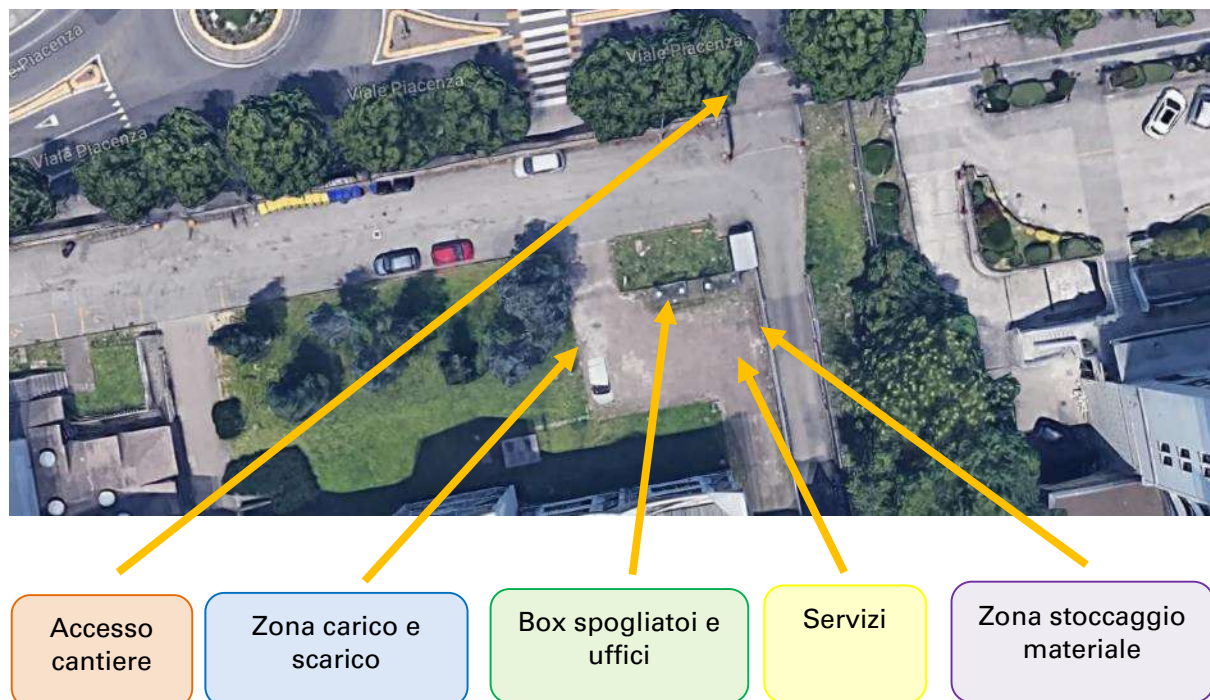 Viale Piacenza
Viale Piacenza
Viale Piacenza
Viale Piacenza
Accesso
cantiere
Zona carico e
scarico
Box spogliatoi e
uffici
Servizi
Zona stoccaggio
materiale